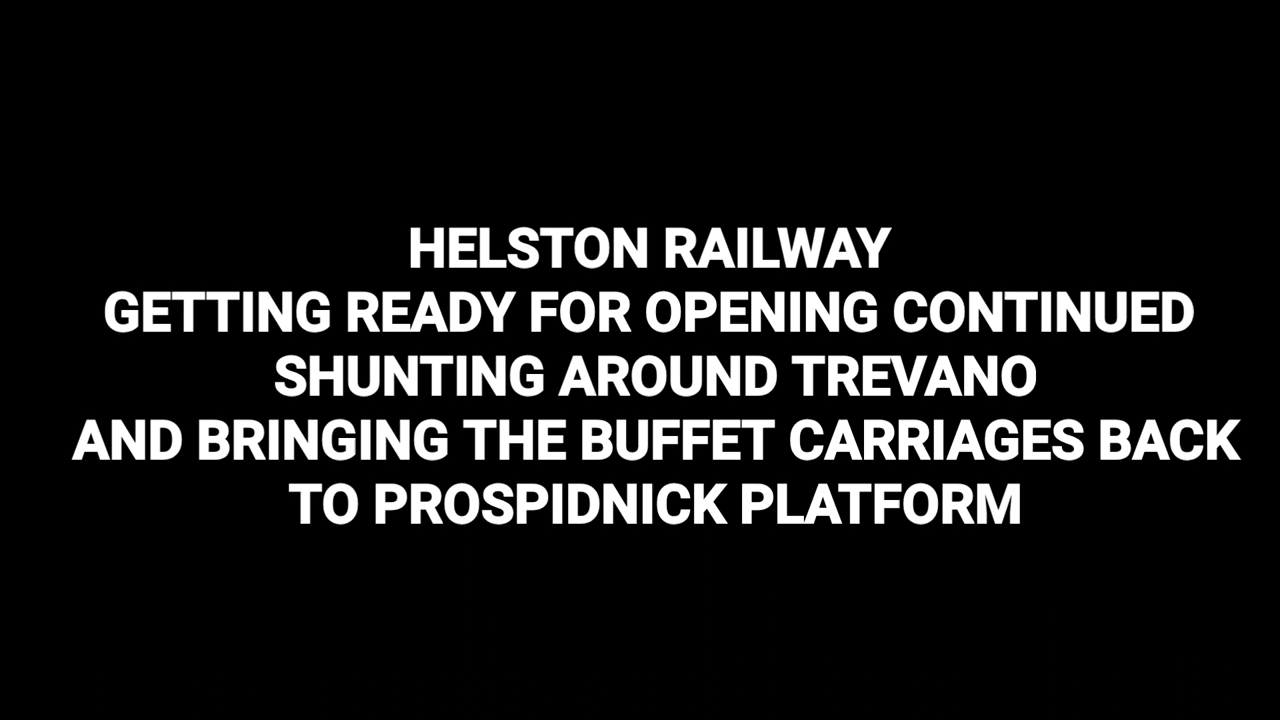 HELSTON RAILWAY
GETTING READY FOR OPENING CONTINUED
SHUNTING AROUND TREVANO
AND BRINGING THE BUFFET CARRIAGES BACK
TO PROSPIDNICK PLATFORM